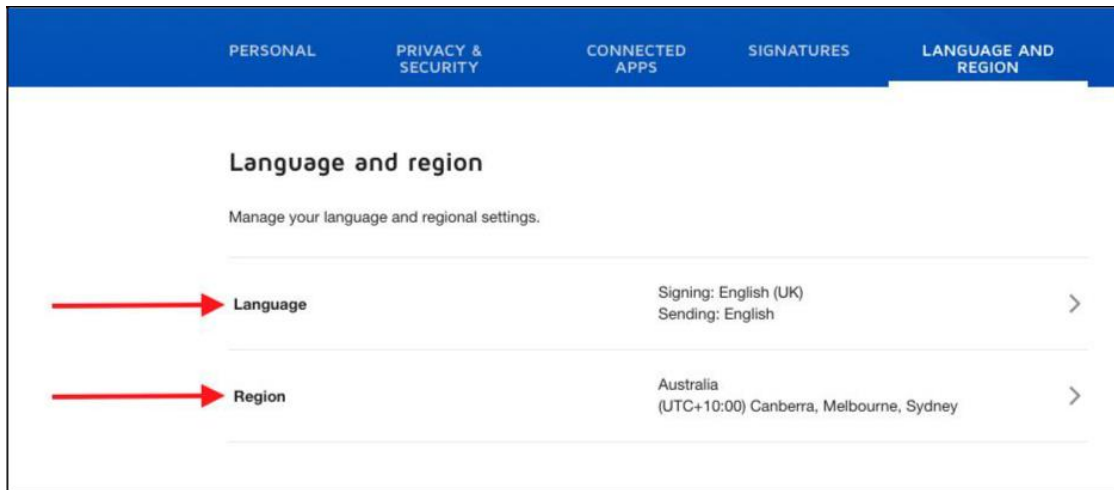 PERSONAL
PRIVACY &
SECURITY
CONNECTED
APPS
SIGNATURES
LANGUAGE AND
REGION
Language and region
Manage your language and regional settings.
Language
Signing: English (UK)
Sending: English
Region
Australia
(UTC+10:00) Canberra, Melbourne, Sydney